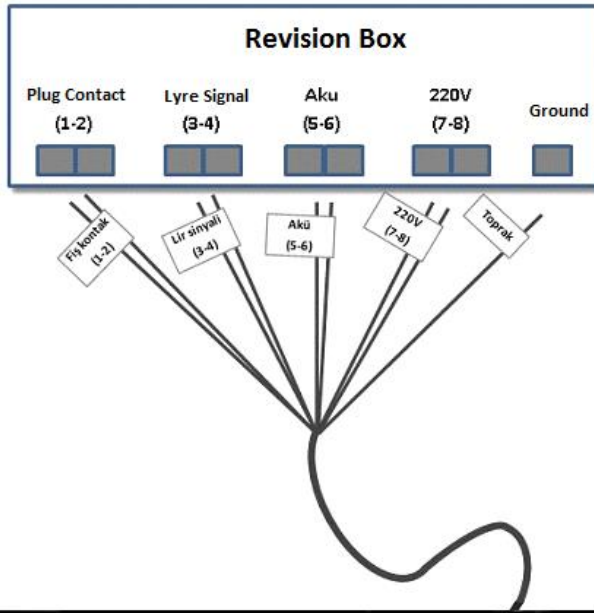 Revision Box
Plug Contact
(1-2)
Lyre Signal
(3-4)
Aku
(5-6)
220V
(7-8)
Ground
Fiş kontak
(1-2)
Lir sinyali
(3-4)
Akü
(5-6)
220V
(7-8)
Toprak